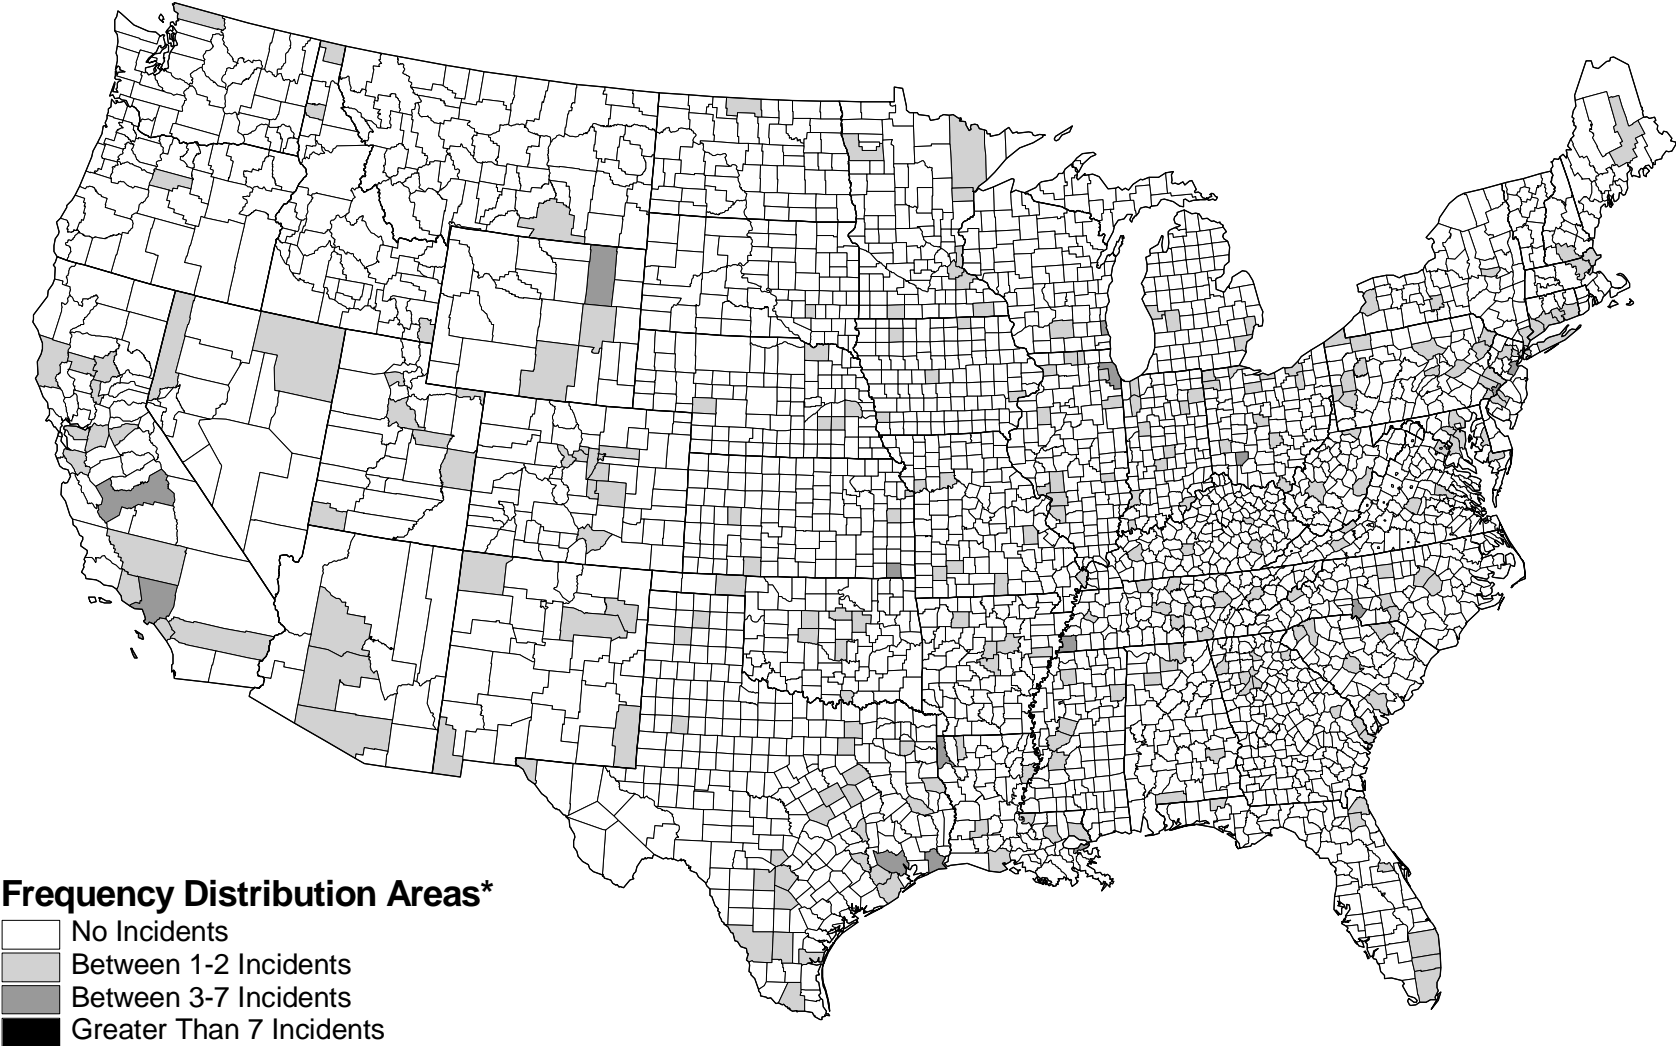 Frequency Distribution Areas*
No Incidents
Between 1-2 Incidents
Between 3-7 Incidents
Greater Than 7 Incidents